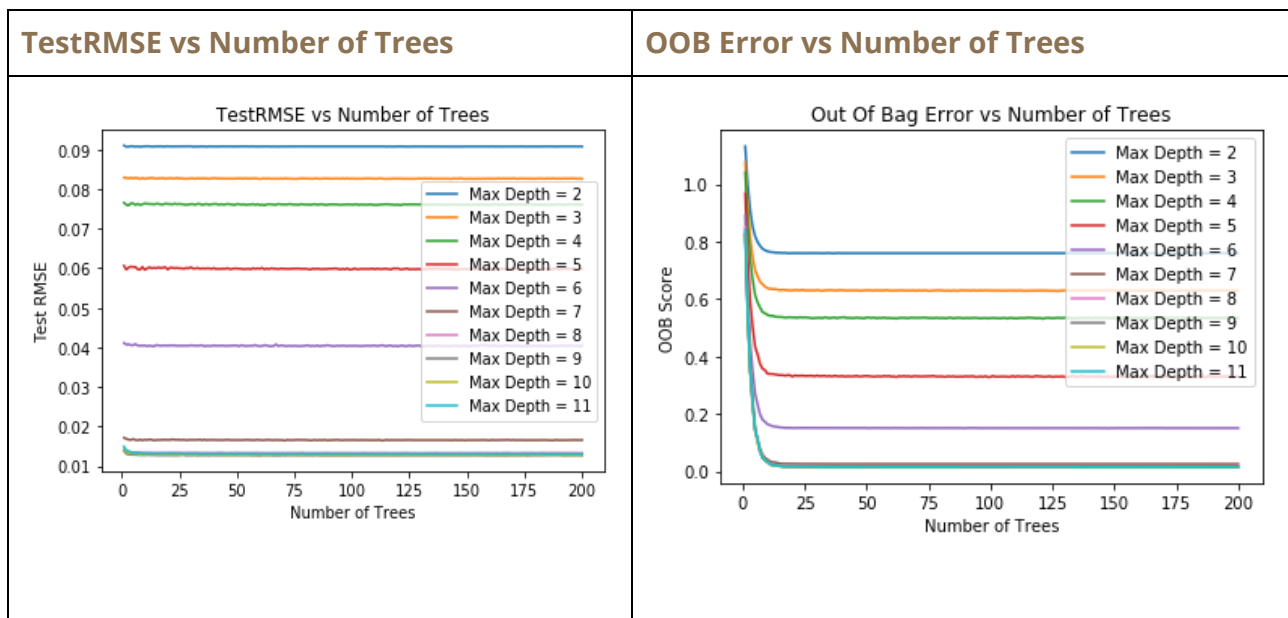 TestRMSE vs Number of Trees
OOB Error vs Number of Trees
TestRMSE vs Number of Trees
0.09
0.08
0.07
0.06
0.05
0.04
0.03
0.02
0.01
Test RMSE
Max Depth = 2
Max Depth = 3
Max Depth = 4
Max Depth = 5
Max Depth = 6
Max Depth = 7
Max Depth = 8
Max Depth = 9
Max Depth = 10
Max Depth = 11
0 25 50 75 100 125 150 175 200
Number of Trees
Out Of Bag Error vs Number of Trees
1.0
0.8
0.6
0.4
0.2
0.0
OOB Score
Max Depth = 2
Max Depth = 3
Max Depth = 4
Max Depth = 5
Max Depth = 6
Max Depth = 7
Max Depth = 8
Max Depth = 9
Max Depth = 10
Max Depth = 11
0 25 50 75 100 125 150 175 200
Number of Trees